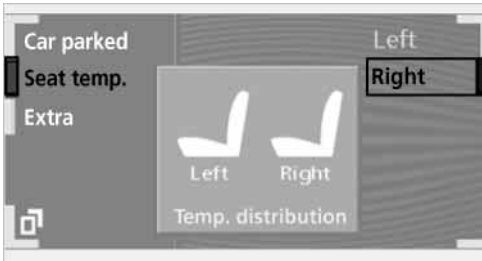 Car parked
Seat temp.
Extra
Left
Right
Left Right
Temp. distribution